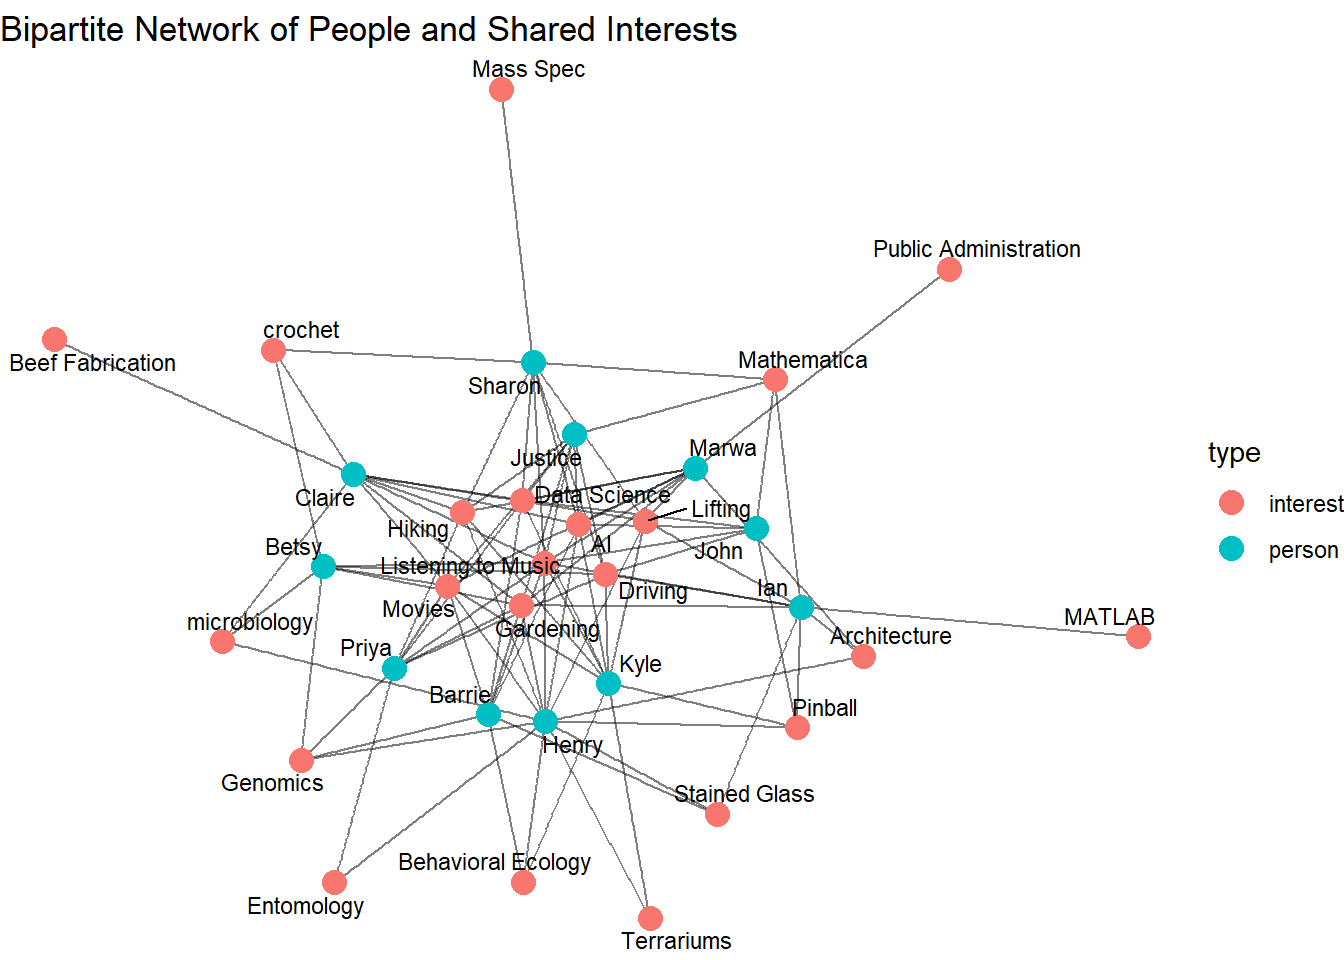 Bipartite Network of People and Shared Interests
Mass Spec
Public Administration
crochet
Beef Fabrication
Mathematica
Sharon
Marwa
Justice
Claire
Data Science
Lifting
Hiking
Betsy
AI
John
Listening to Music
Driving
Ian
Movies
microbiology
Gardening
MATLAB
Architecture
Priya
Kyle
Barrie
Pinball
Henry
Genomics
Stained Glass
Behavioral Ecology
Entomology
Terrariums
type
interest
person